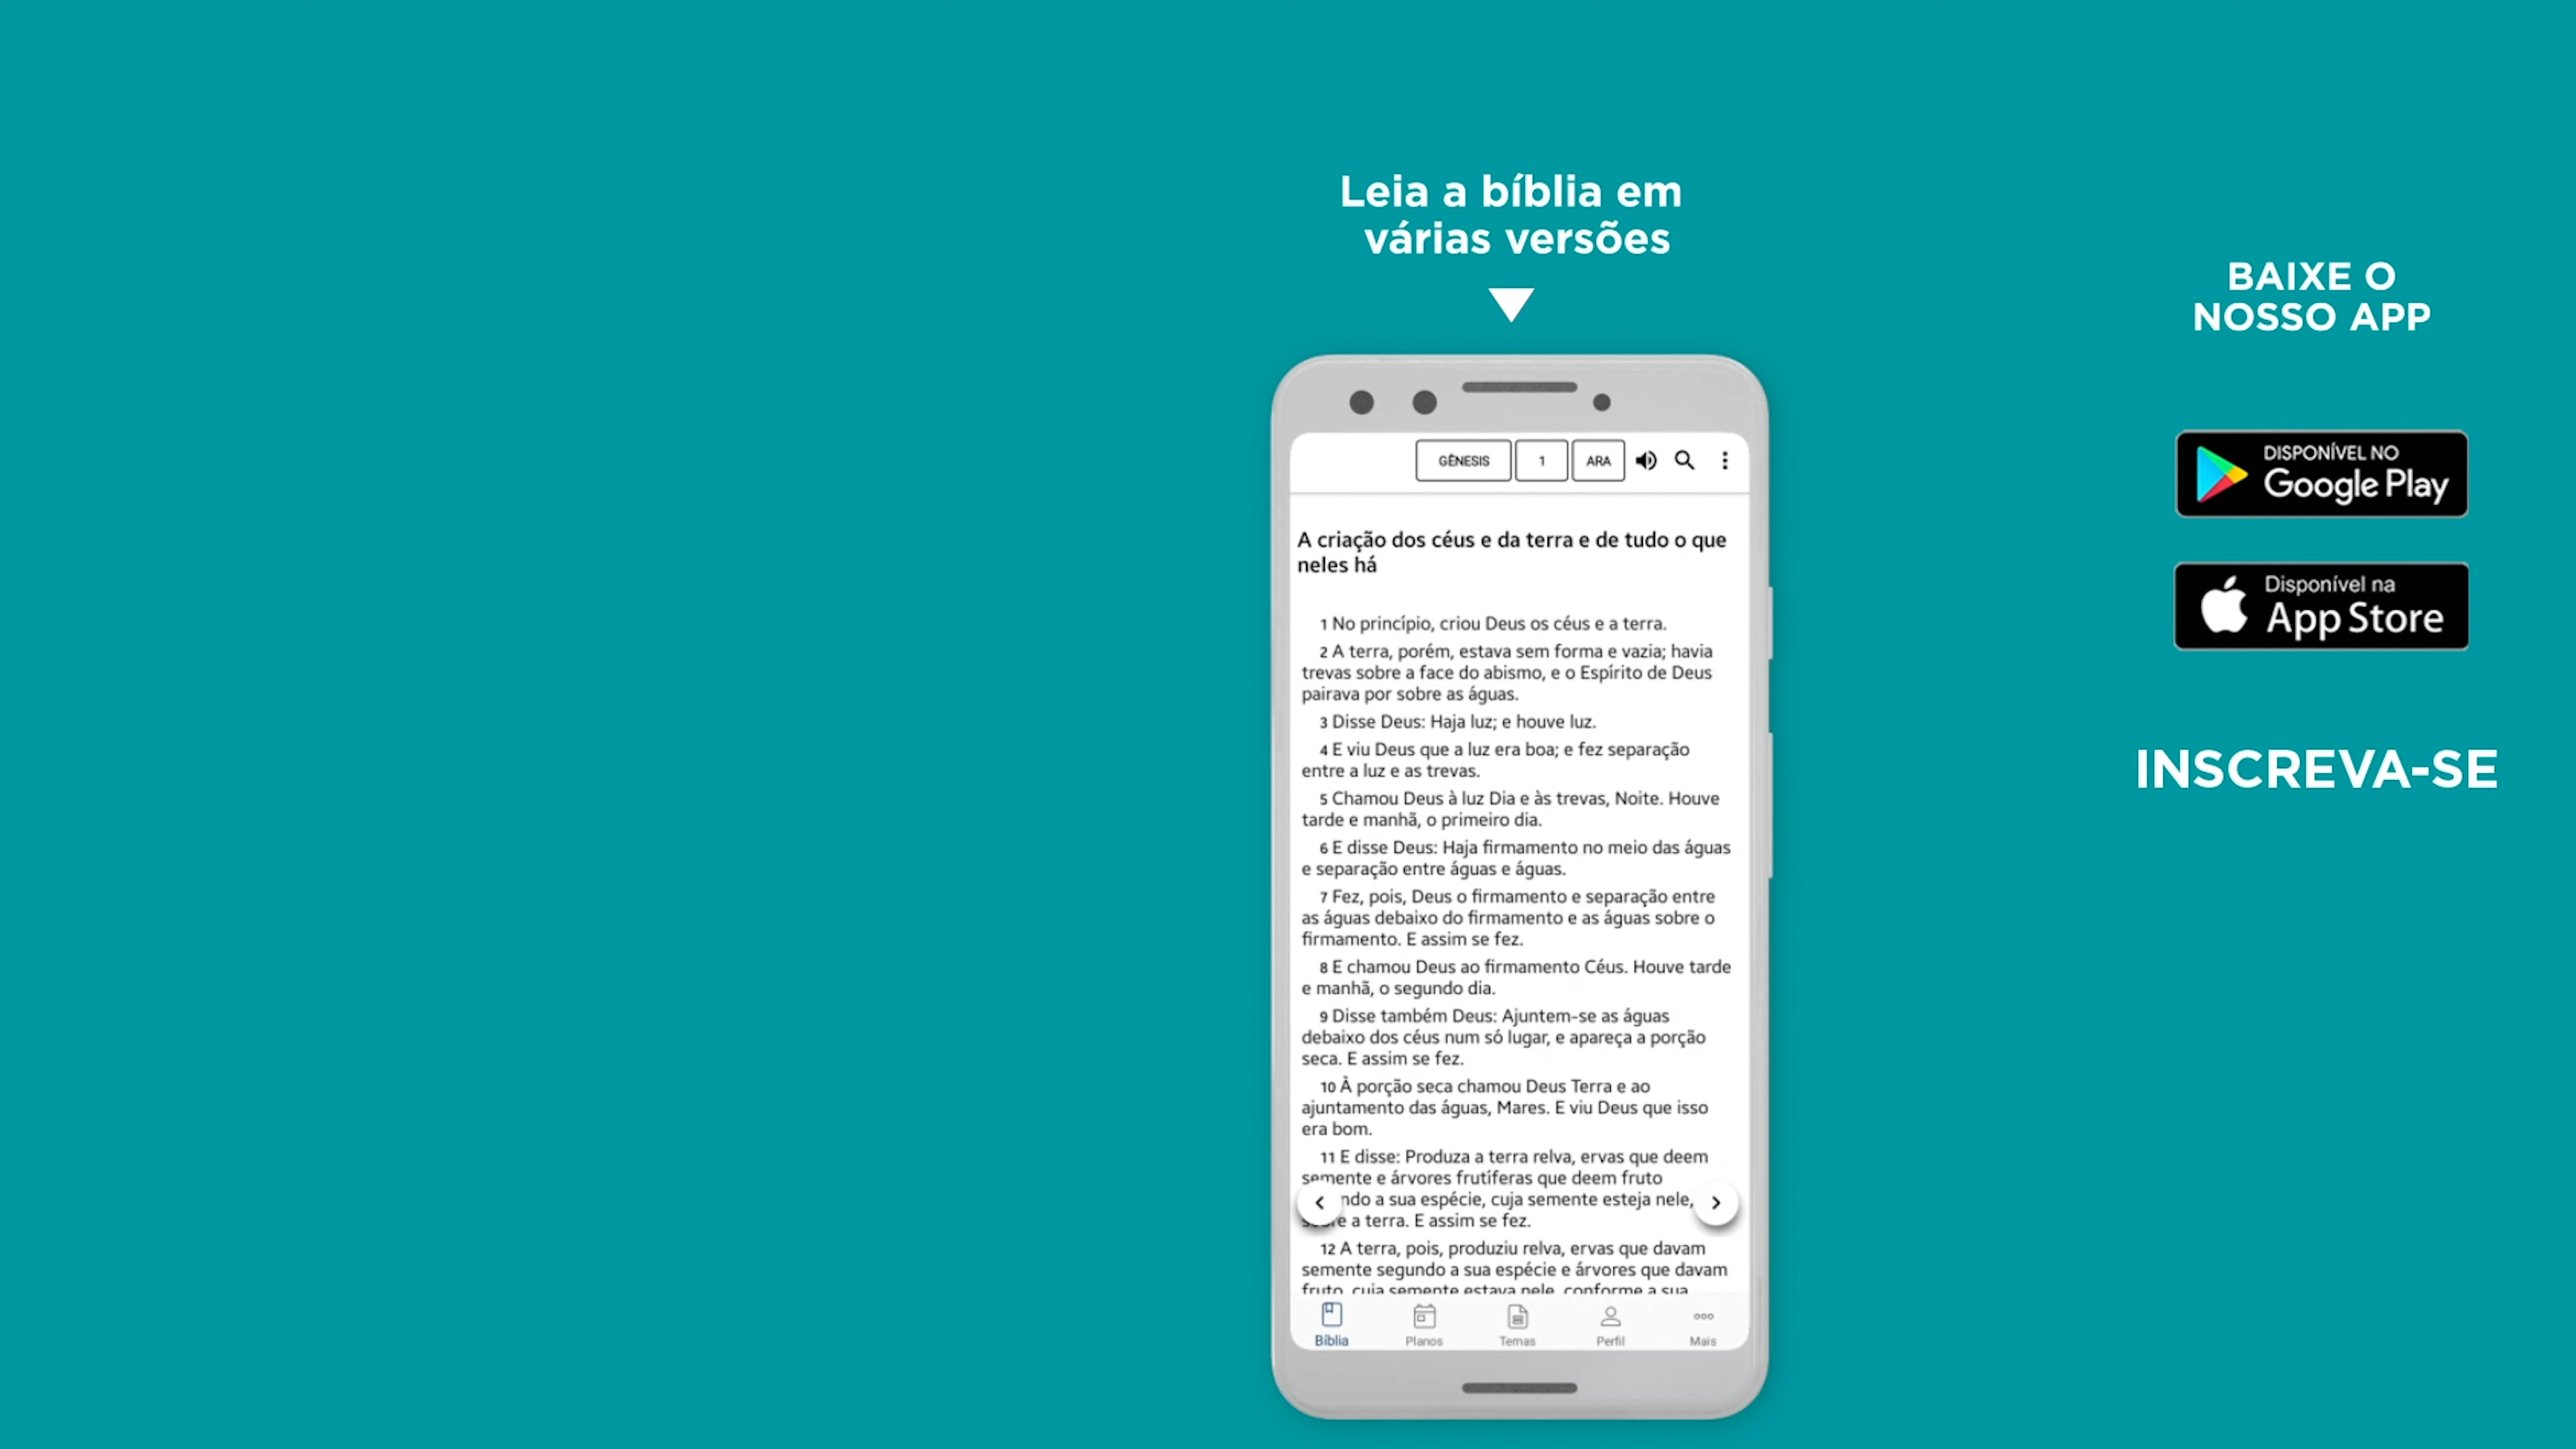 Leia a bíblia em
várias versões
BAIXE O
NOSSO APP
DISPONÍVEL NO
Google Play
Disponível na
App Store
INSCREVA-SE
GÊNESIS 1 ARA
A criação dos céus e da terra e de tudo o que
neles há
1 No princípio, criou Deus os céus e a terra.
2 A terra, porém, estava sem forma e vazia; havia
trevas sobre a face do abismo, e o Espírito de Deus
pairava por sobre as águas.
3 Disse Deus: Haja luz; e houve luz.
4 E viu Deus que a luz era boa; e fez separação
entre a luz e as trevas.
5 Chamou Deus à luz Dia e às trevas, Noite. Houve
tarde e manhã, o primeiro dia.
6 E disse Deus: Haja firmamento no meio das águas
e separação entre águas e águas.
7 Fez, pois, Deus o firmamento e separação entre
as águas debaixo do firmamento e as águas sobre o
firmamento. E assim se fez.
8 E chamou Deus ao firmamento Céus. Houve tarde
e manhã, o segundo dia.
9 Disse também Deus: Ajuntem-se as águas
debaixo dos céus num só lugar, e apareça a porção
seca. E assim se fez.
10 À porção seca chamou Deus Terra e ao
ajuntamento das águas, Mares. E viu Deus que isso
era bom.
11 E disse: Produza a terra relva, ervas que deem
semente e árvores frutíferas que deem fruto
a sua espécie, cuja semente esteja nele,
a terra. E assim se fez.
12 A terra, pois, produziu relva, ervas que davam
semente segundo a sua espécie e árvores que davam
fruto, cuja semente estava nele, conforme a sua
Bíblia Planos Temas Perfil Mais